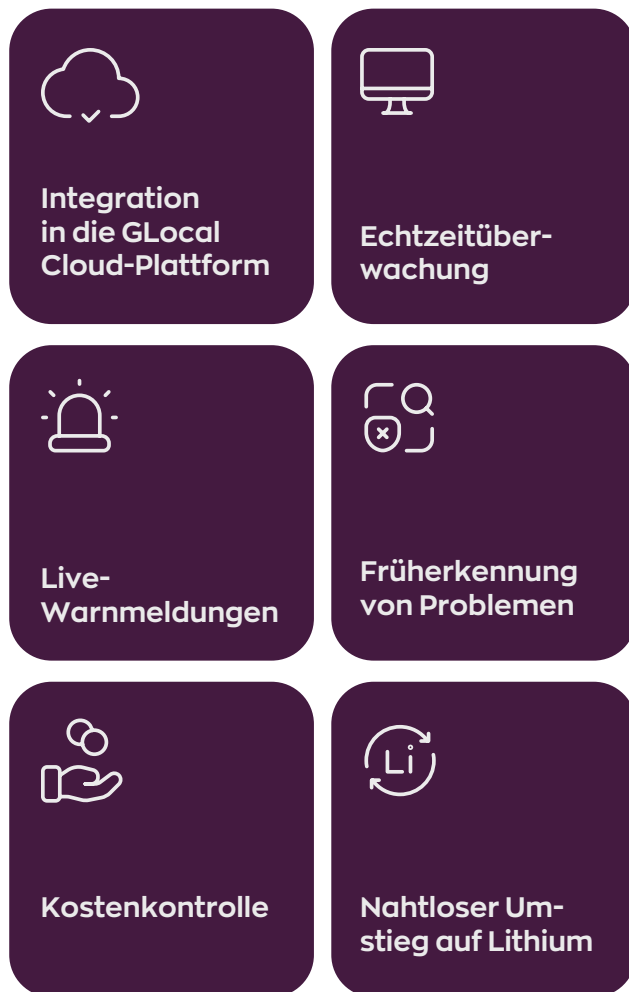 Integration
in die GLocal
Cloud-Plattform
Echtzeitüber-
wachung
Live-
Warnmeldungen
Früherkennung
von Problemen
Kostenkontrolle
Li
Nahtloser Um-
stieg auf Lithium